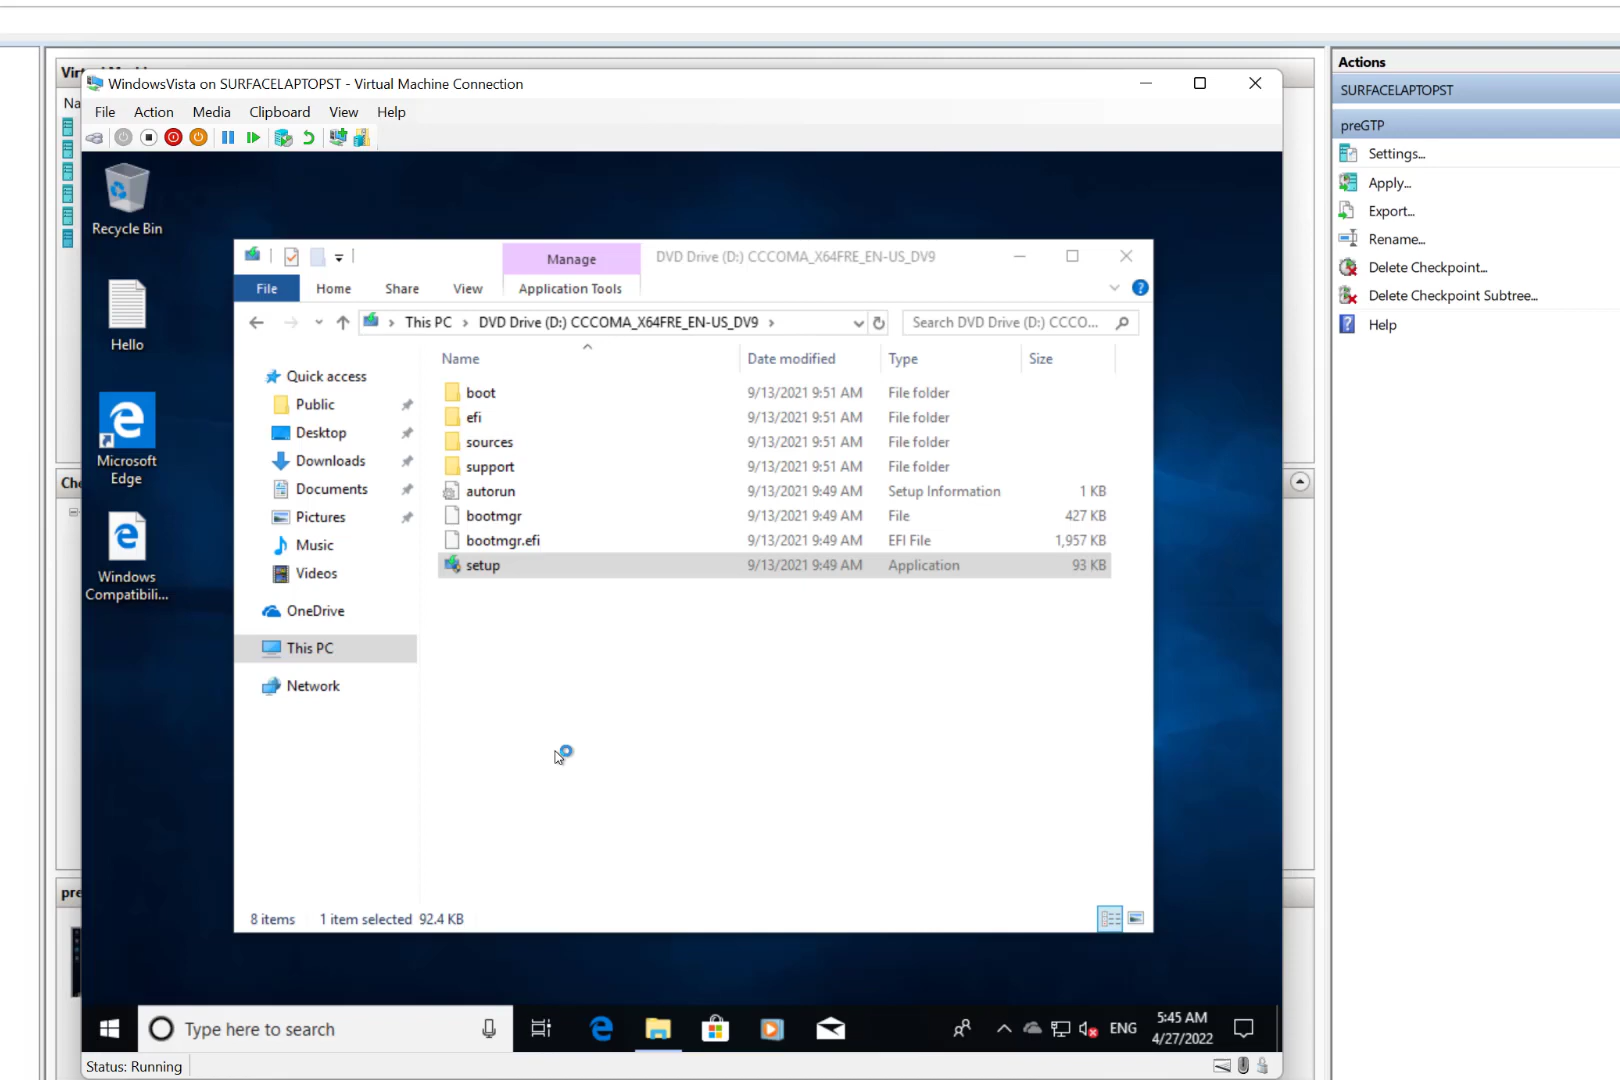 Vir
WindowsVista on SURFACELAPTOPST - Virtual Machine Connection
Na
File Action Media Clipboard View Help
Recycle Bin
Hello
Microsoft
Edge
Windows
Compatibili...
Manage
DVD Drive (D:) CCCOMA_X64FRE_EN-US_DV9
File Home Share View Application Tools
This PC DVD Drive (D:) CCCOMA_X64FRE_EN-US_DV9
Search DVD Drive (D:) CCCO...
Quick access
Public
Desktop
Downloads
Documents
Pictures
Music
Videos
OneDrive
This PC
Network
Name Date modified Type Size
boot 9/13/2021 9:51 AM File folder
efi 9/13/2021 9:51 AM File folder
sources 9/13/2021 9:51 AM File folder
support 9/13/2021 9:51 AM File folder
autorun 9/13/2021 9:49 AM Setup Information 1 KB
bootmgr 9/13/2021 9:49 AM File 427 KB
bootmgr.efi 9/13/2021 9:49 AM EFI File 1,957 KB
setup 9/13/2021 9:49 AM Application 93 KB
8 items 1 item selected 92.4 KB
Che
pre
Type here to search
ENG
5:45 AM
4/27/2022
Status: Running
Actions
SURFACELAPTOPST
preGTP
Settings...
Apply...
Export...
Rename...
Delete Checkpoint...
Delete Checkpoint Subtree...
Help